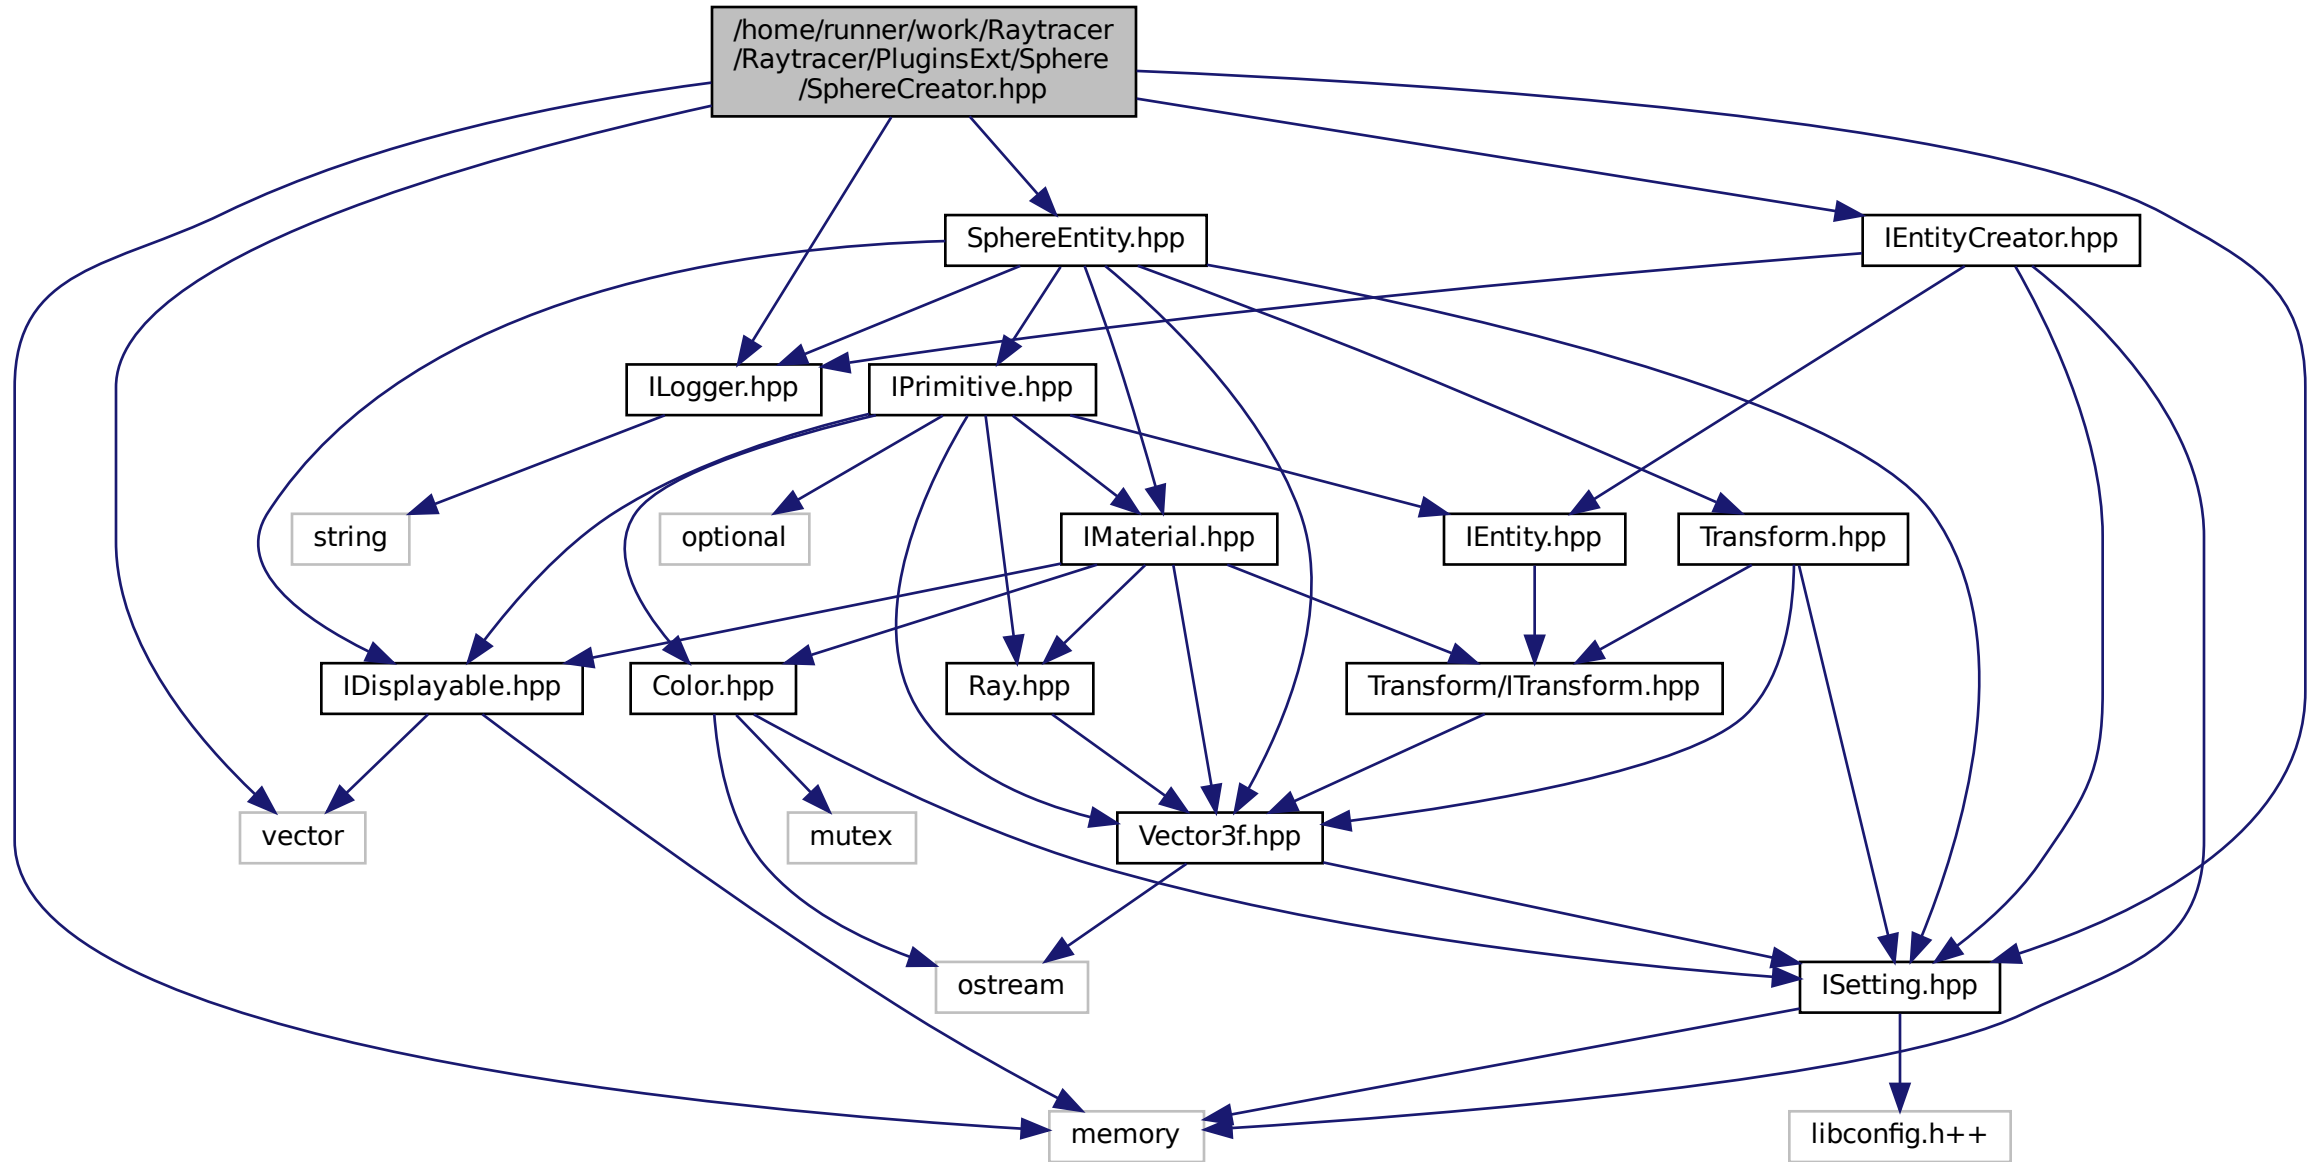 /home/runner/work/Raytracer
/Raytracer/PluginsExt/Sphere
/SphereCreator.hpp
SphereEntity.hpp
IEntityCreator.hpp
ILogger.hpp
IPrimitive.hpp
string
optional
IMaterial.hpp
IEntity.hpp
Transform.hpp
IDisplayable.hpp
Color.hpp
Ray.hpp
Transform/ITransform.hpp
vector
mutex
Vector3f.hpp
ostream
ISetting.hpp
memory
libconfig.h++